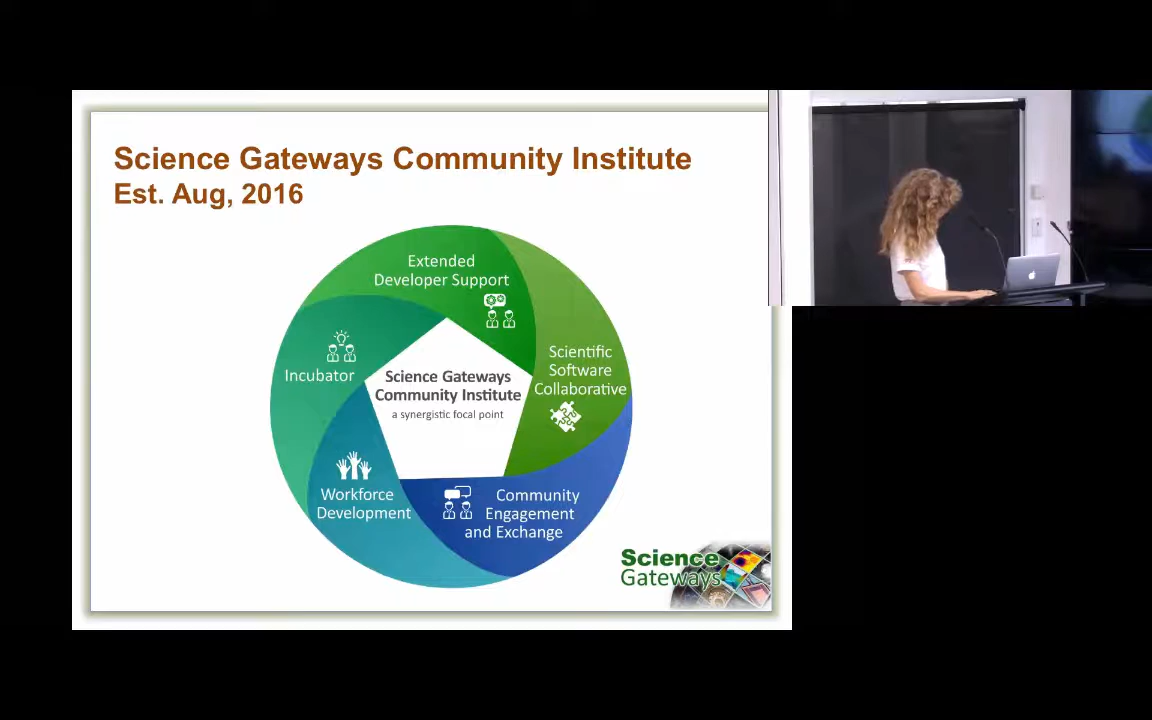 Science Gateways Community Institute
Est. Aug, 2016
Extended
Developer Support
Scientific
Software
Collaborative
Incubator
Science Gateways
Community Institute
a synergistic focal point
Workforce
Development
Community
Engagement
and Exchange
Science
Gateways